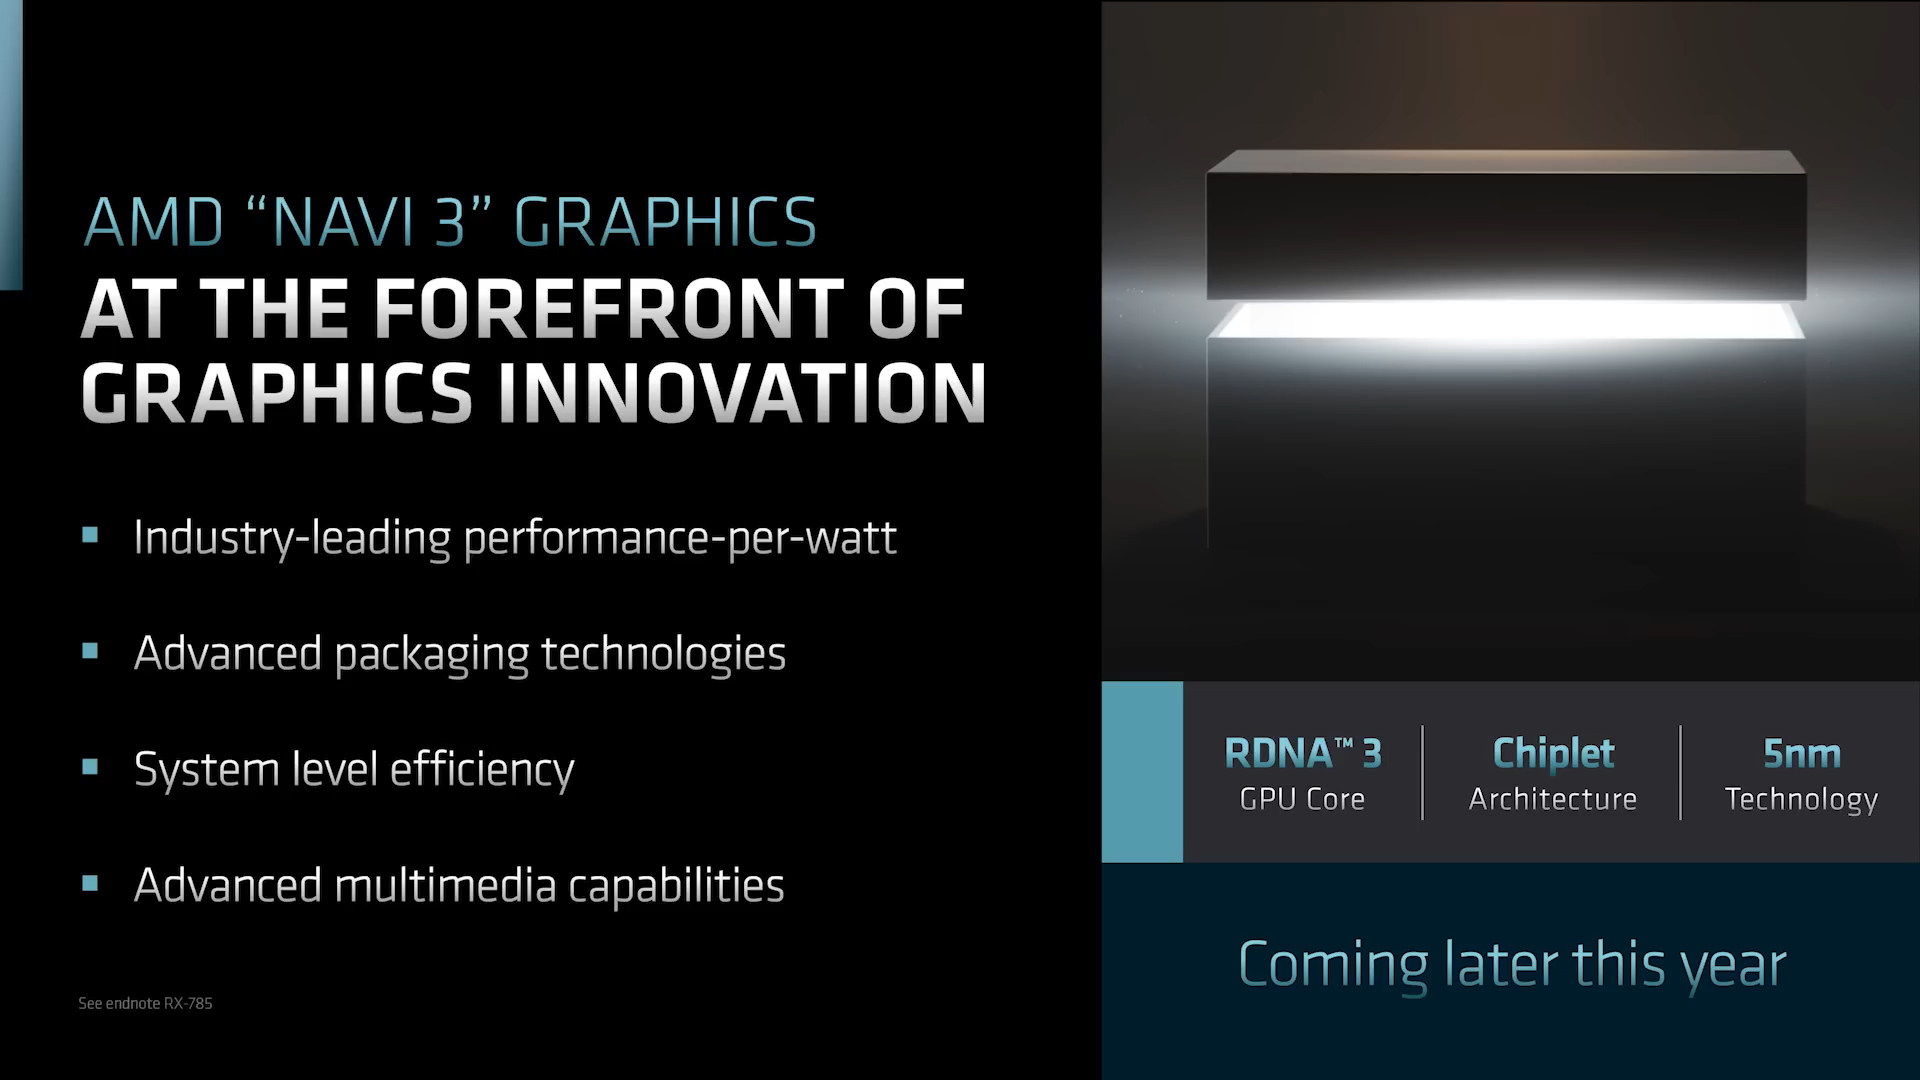 AMD “NAVI 3” GRAPHICS
AT THE FOREFRONT OF
GRAPHICS INNOVATION
▪ Industry-leading performance-per-watt
▪ Advanced packaging technologies
▪ System level efficiency
▪ Advanced multimedia capabilities
See endnote RX-785
RDNA™ 3
GPU Core
Chiplet
Architecture
5nm
Technology
Coming later this year